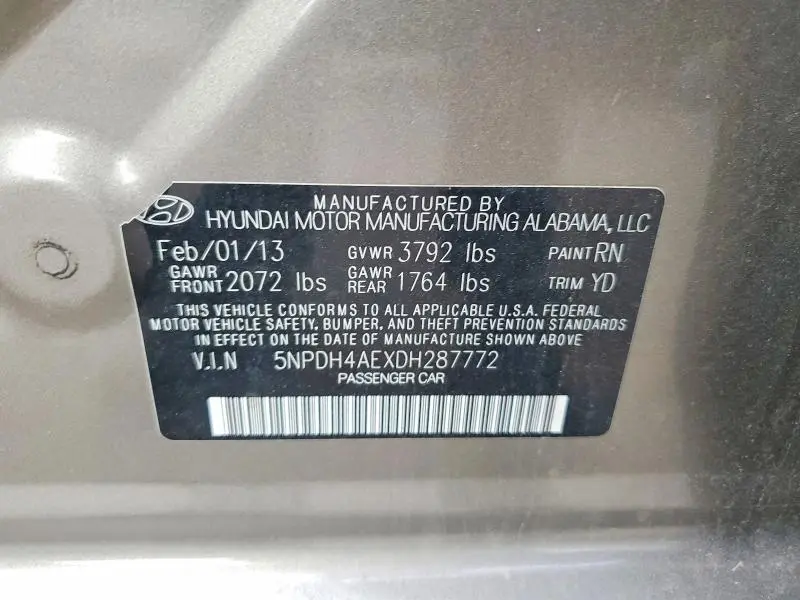 MANUFACTURED BY
HYUNDAI MOTOR MANUFACTURING ALABAMA, LLC
Feb/01/13 GVWR 3792 lbs PAINT RN
GAWR FRONT 2072 lbs GAWR REAR 1764 lbs TRIM YD
THIS VEHICLE CONFORMS TO ALL APPLICABLE U.S.A. FEDERAL
MOTOR VEHICLE SAFETY, BUMPER, AND THEFT PREVENTION STANDARDS
IN EFFECT ON THE DATE OF MANUFACTURE SHOWN ABOVE
V.I.N 5NPDH4AEXDH287772
PASSENGER CAR